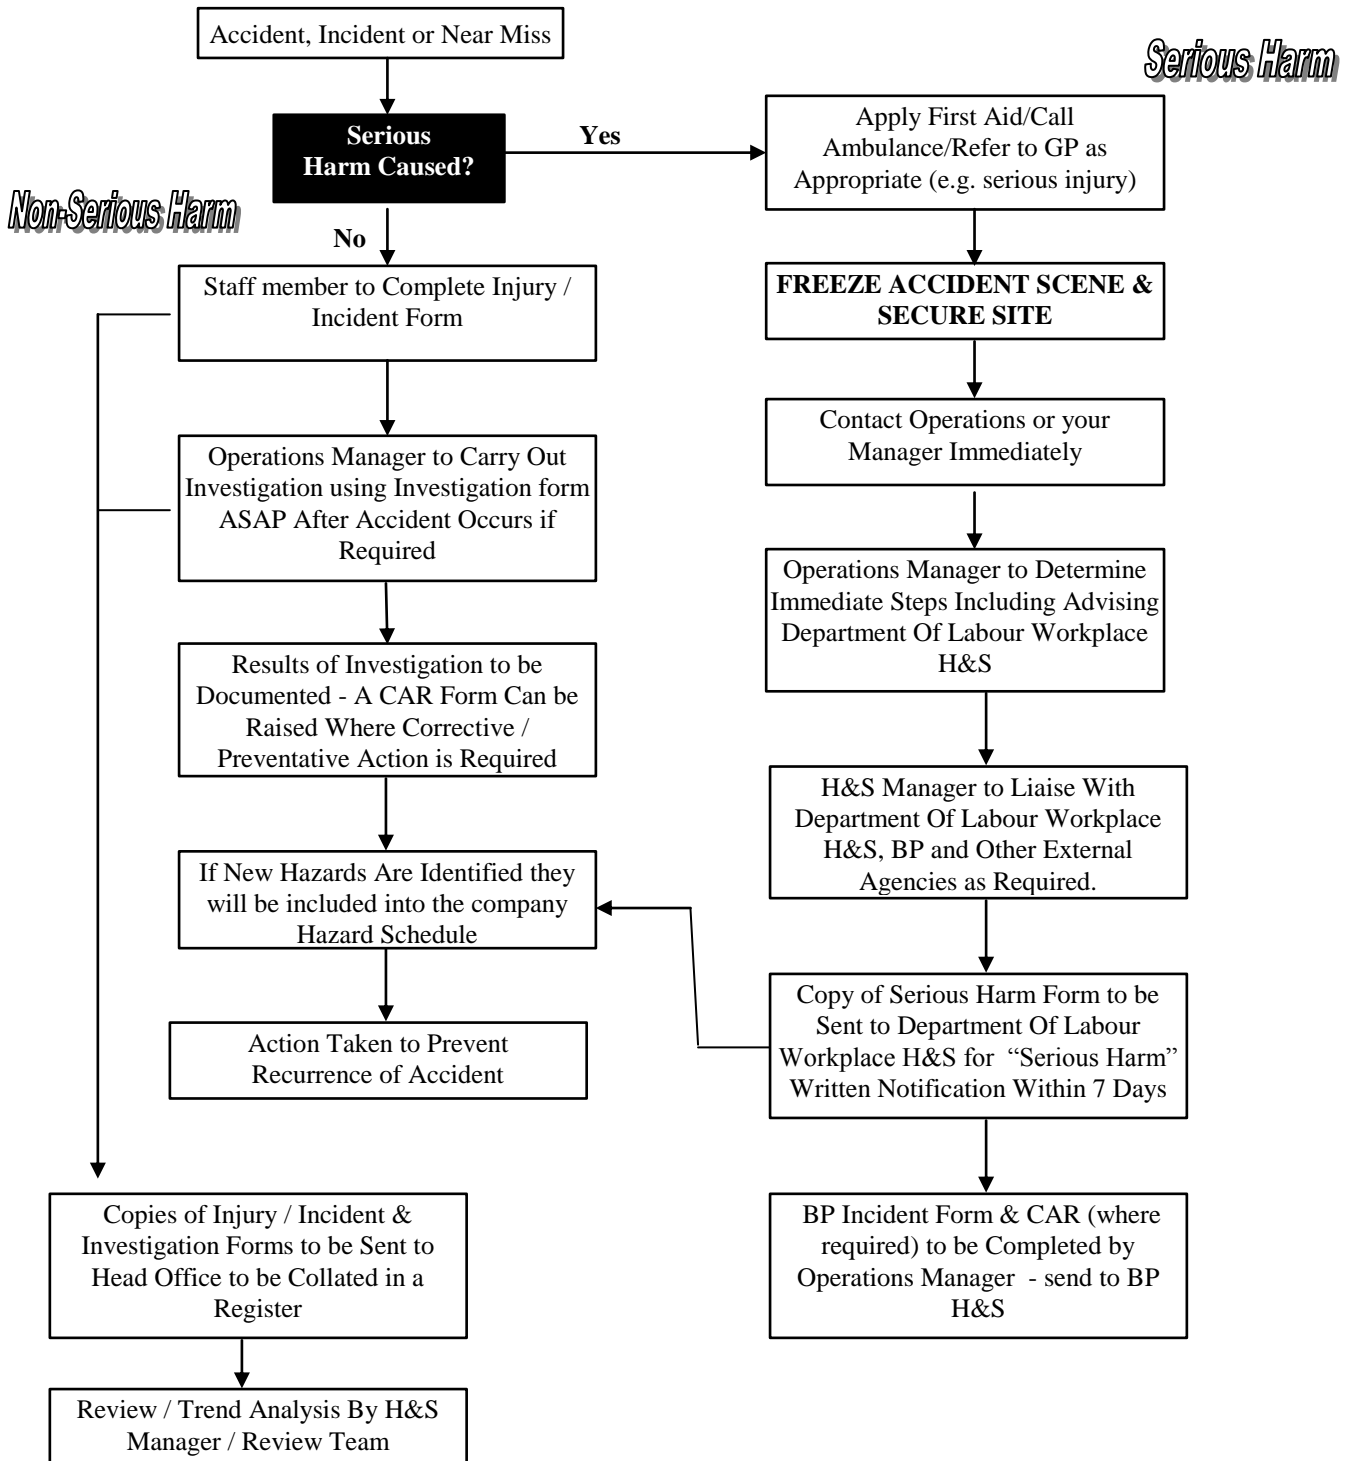 Accident, Incident or Near Miss
Serious Harm
Serious
Harm Caused?
Yes
Apply First Aid/Call
Ambulance/Refer to GP as
Appropriate (e.g. serious injury)
Non-Serious Harm
No
Staff member to Complete Injury /
Incident Form
FREEZE ACCIDENT SCENE &
SECURE SITE
Contact Operations or your
Manager Immediately
Operations Manager to Carry Out
Investigation using Investigation form
ASAP After Accident Occurs if
Required
Operations Manager to Determine
Immediate Steps Including Advising
Department Of Labour Workplace
H&S
Results of Investigation to be
Documented - A CAR Form Can be
Raised Where Corrective /
Preventative Action is Required
H&S Manager to Liaise With
Department Of Labour Workplace
H&S, BP and Other External
Agencies as Required.
If New Hazards Are Identified they
will be included into the company
Hazard Schedule
Copy of Serious Harm Form to be
Sent to Department Of Labour
Workplace H&S for “Serious Harm”
Written Notification Within 7 Days
Action Taken to Prevent
Recurrence of Accident
Copies of Injury / Incident &
Investigation Forms to be Sent to
Head Office to be Collated in a
Register
BP Incident Form & CAR (where
required) to be Completed by
Operations Manager - send to BP
H&S
Review / Trend Analysis By H&S
Manager / Review Team